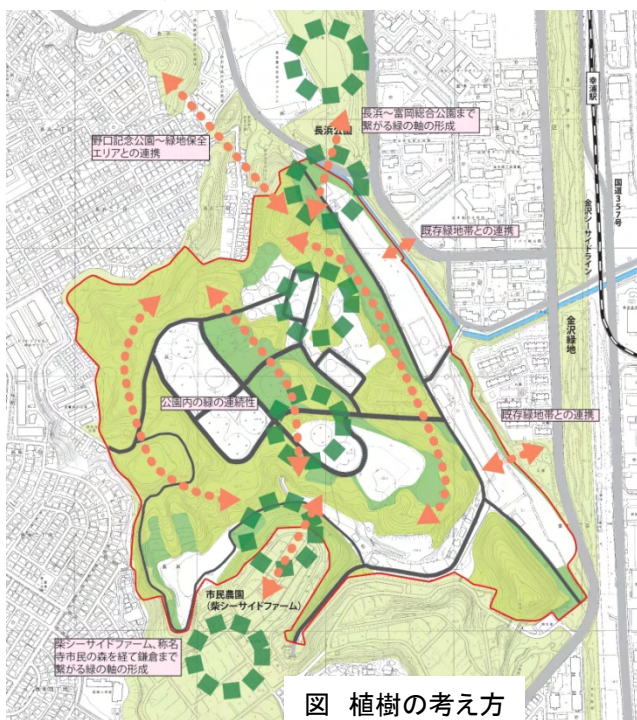 長浜公園
長浜～富岡総合公園まで
繋がる緑の軸の形成
野口記念公園～緑地保全
エリアとの連携
幸浦駅
国道357号
金沢シーサイドライン
既存緑地帯との連携
金沢緑地
公園内の緑の連続性
既存緑地帯との連携
市民農園
(柴シーサイドファーム)
柴シーサイドファーム、称名
寺市民の森を経て鎌倉まで
繋がる緑の軸の形成
図 植樹の考え方